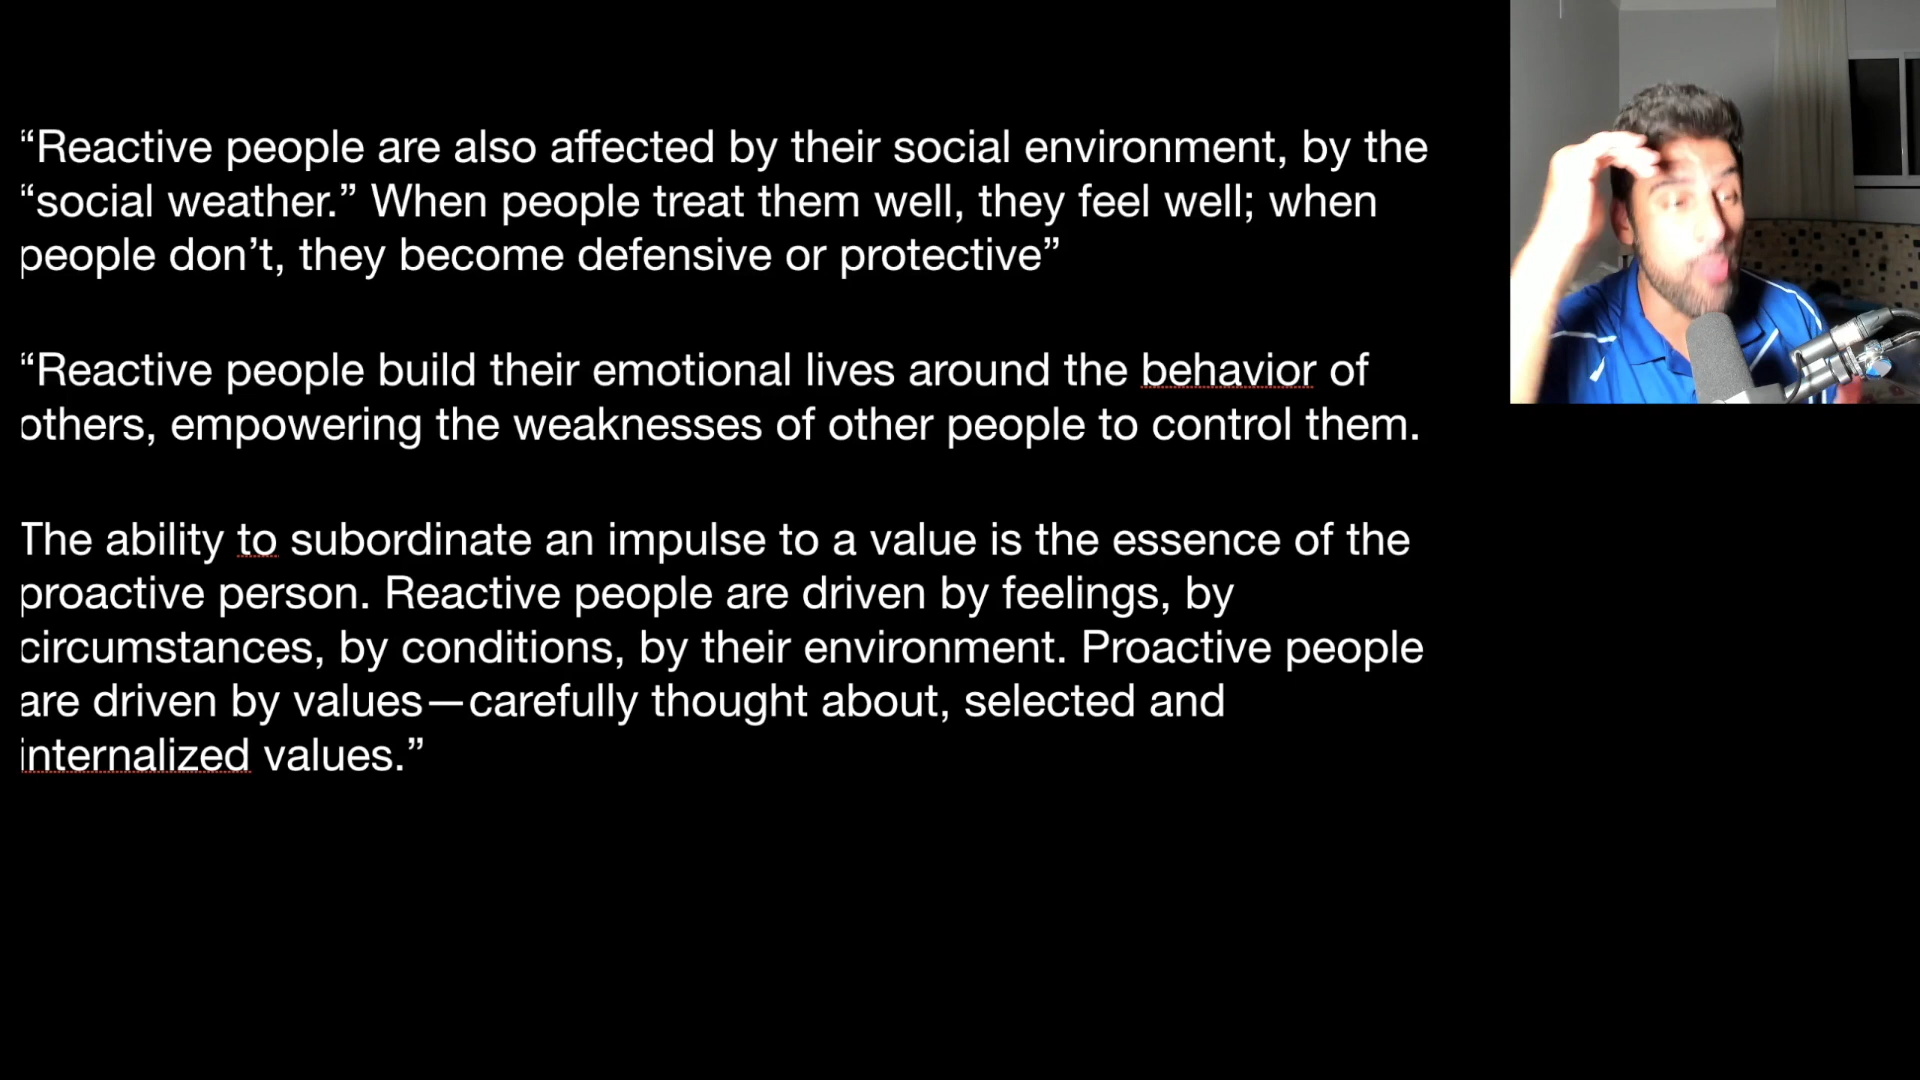 “Reactive people are also affected by their social environment, by the
“social weather.” When people treat them well, they feel well; when
people don’t, they become defensive or protective”
“Reactive people build their emotional lives around the behavior of
others, empowering the weaknesses of other people to control them.
The ability to subordinate an impulse to a value is the essence of the
proactive person. Reactive people are driven by feelings, by
circumstances, by conditions, by their environment. Proactive people
are driven by values—carefully thought about, selected and
internalized values.”